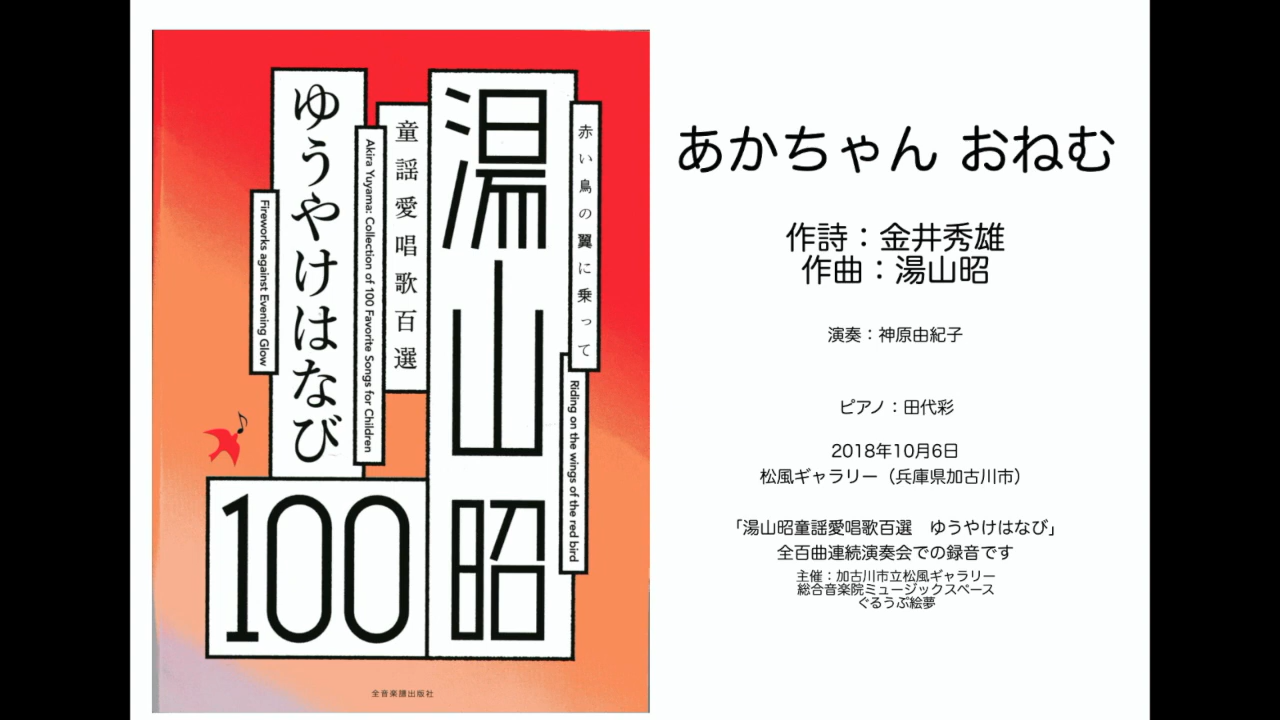 赤い鳥の翼に乗って
Riding on the wings of the red bird
湯山昭
童謡愛唱歌百選
Akira Yuyama: Collection of 100 Favorite Songs for Children
ゆうやけはなび
Fireworks against Evening Glow
100
全音楽譜出版社
あかちゃん おねむ
作詩：金井秀雄
作曲：湯山昭
演奏：神原由紀子
ピアノ：田代彩
2018年10月6日
松風ギャラリー（兵庫県加古川市）
「湯山昭童謡愛唱歌百選　ゆうやけはなび」
全百曲連続演奏会での録音です
主催：加古川市立松風ギャラリー
総合音楽院ミュージックスペース
ぐるうぷ絵夢